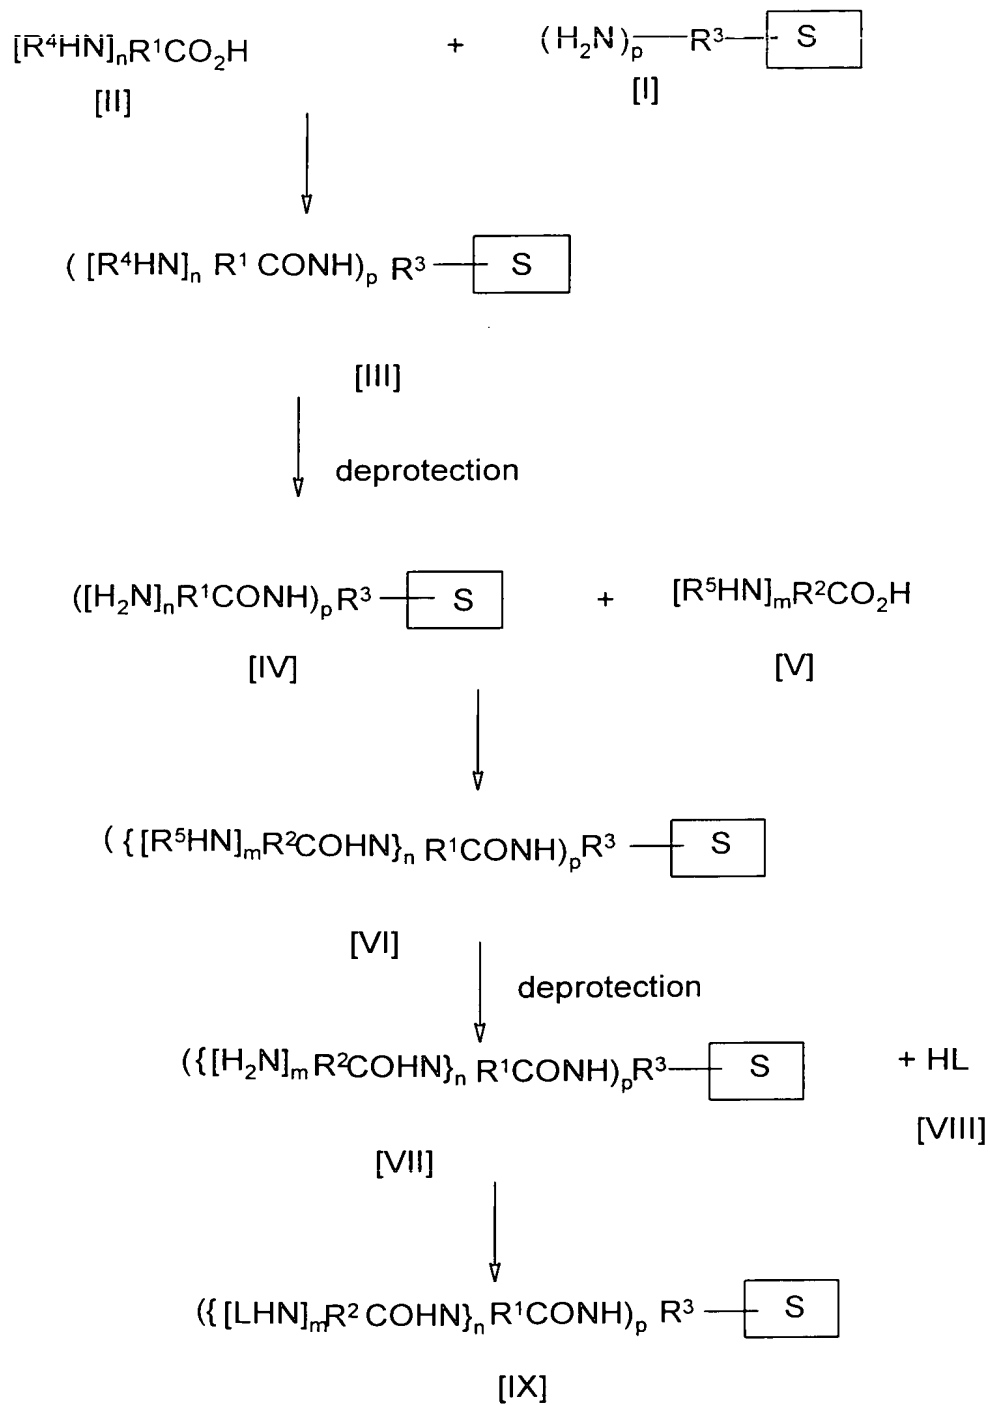 [R⁴HN]ₙR¹CO₂H + (H₂N)ₚ R³ S
[II] [I]
( [R⁴HN]ₙ R¹ CONH)ₚ R³ S
[III]
deprotection
([H₂N]ₙR¹CONH)ₚR³ S + [R⁵HN]ₘR²CO₂H
[IV] [V]
({[R⁵HN]ₘR²COHN}ₙ R¹CONH)ₚR³ S
[VI]
deprotection
({[H₂N]ₘR²COHN}ₙ R¹CONH)ₚR³ S + HL
[VIII]
[VII]
({[LHN]ₘR² COHN}ₙR¹CONH)ₚ R³ S
[IX]